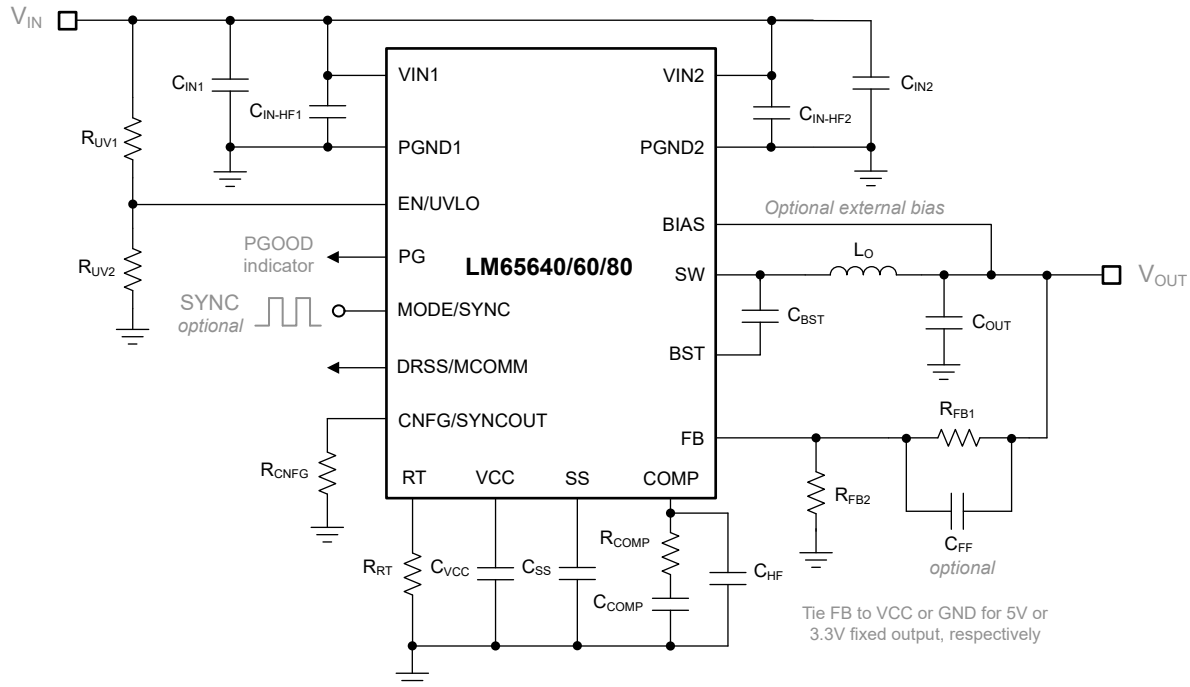 VIN
CIN1
CIN-HF1
RUV1
RUV2
VIN1
PGND1
EN/UVLO
PG
MODE/SYNC
DRSS/MCOMM
CNFG/SYNCOUT
RT
VCC
SS
COMP
LM65640/60/80
VIN2
PGND2
BIAS
SW
BST
FB
PGOOD
indicator
SYNC
optional
RCNFG
RRT
CVCC
CSS
RCOMP
CCOMP
CHF
CIN-HF2
CIN2
Optional external bias
LO
CBST
COUT
VOUT
RFB1
RFB2
CFF
optional
Tie FB to VCC or GND for 5V or
3.3V fixed output, respectively